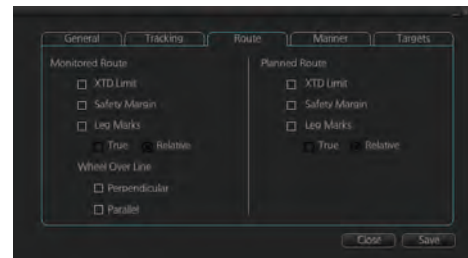 General Tracking Route Manner Targets
Monitored Route
XTD Limit
Safety Margin
Leg Marks
True Relative
Wheel Over Line
Perpendicular
Parallel
Planned Route
XTD Limit
Safety Margin
Leg Marks
True Relative
Close Save